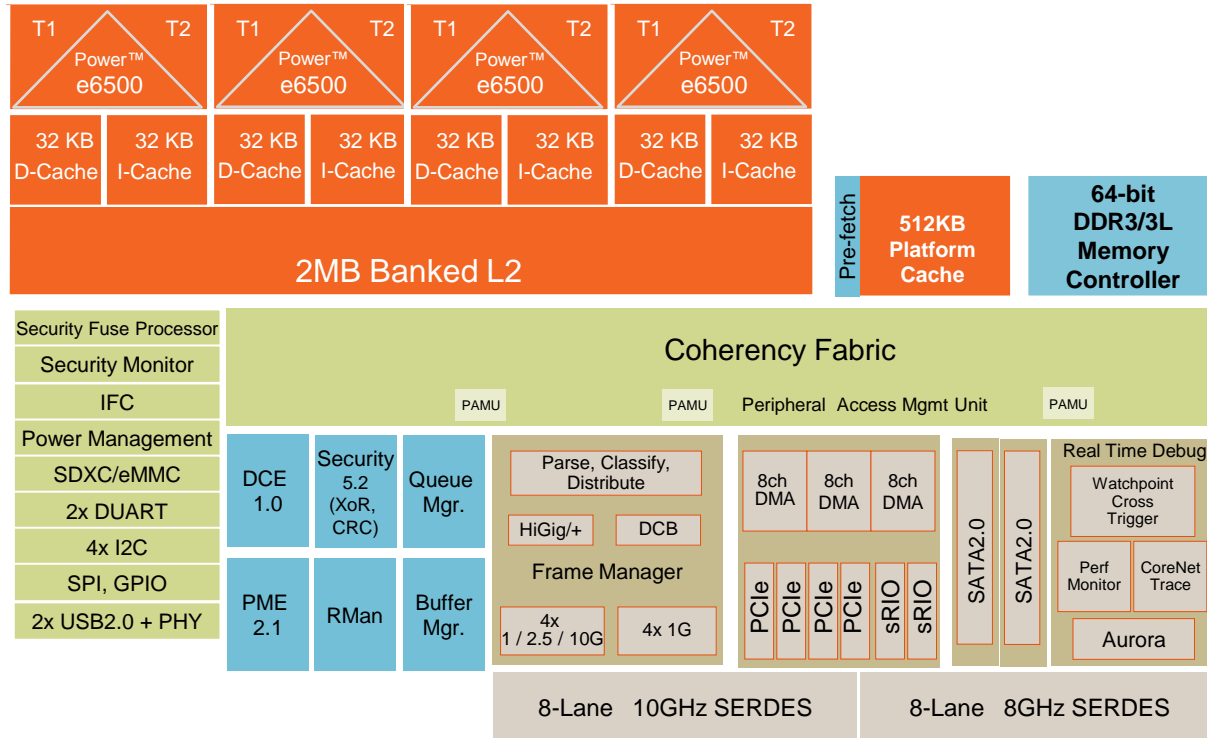 T1 T2
Power™
e6500
T1 T2
Power™
e6500
T1 T2
Power™
e6500
T1 T2
Power™
e6500
32 KB
D-Cache
32 KB
I-Cache
32 KB
D-Cache
32 KB
I-Cache
32 KB
D-Cache
32 KB
I-Cache
32 KB
D-Cache
32 KB
I-Cache
2MB Banked L2
Pre-fetch
512KB
Platform
Cache
64-bit
DDR3/3L
Memory
Controller
Security Fuse Processor
Security Monitor
IFC
Power Management
SDXC/eMMC
2x DUART
4x I2C
SPI, GPIO
2x USB2.0 + PHY
Coherency Fabric
PAMU
PAMU
Peripheral Access Mgmt Unit
PAMU
DCE
1.0
Security
5.2
(XoR,
CRC)
Queue
Mgr.
PME
2.1
RMan
Buffer
Mgr.
Parse, Classify,
Distribute
HiGig/+
DCB
Frame Manager
4x
1 / 2.5 / 10G
4x 1G
8ch
DMA
8ch
DMA
8ch
DMA
PCIe
PCIe
PCIe
PCIe
sRIO
sRIO
SATA2.0
SATA2.0
Real Time Debug
Watchpoint
Cross
Trigger
Perf
Monitor
CoreNet
Trace
Aurora
8-Lane 10GHz SERDES
8-Lane 8GHz SERDES